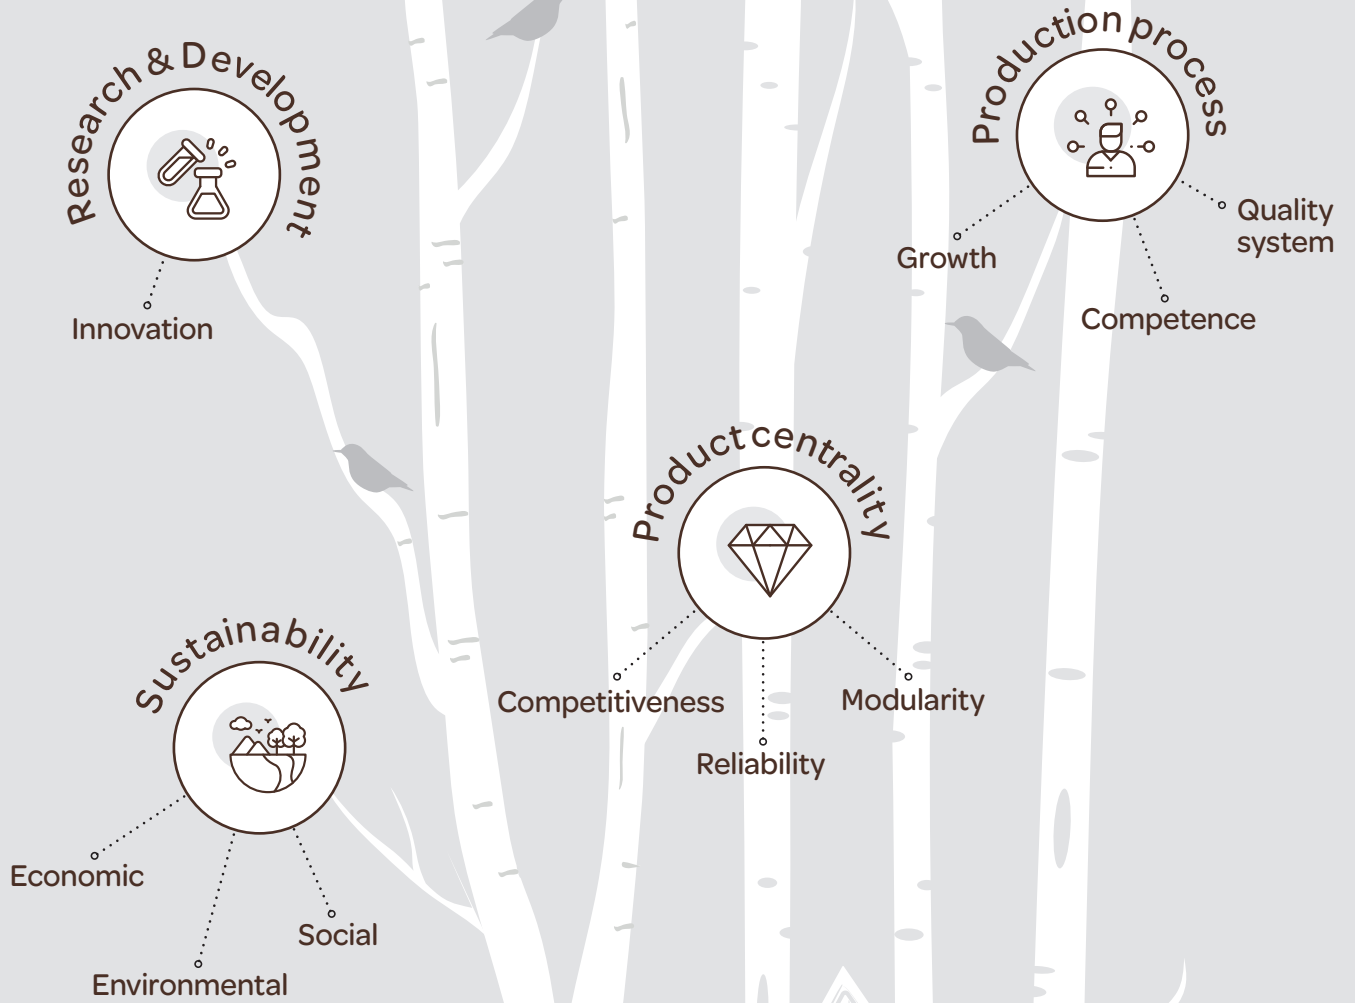 Research & Development
Innovation
Production process
Growth
Quality
system
Competence
Product centrality
Competitiveness
Modularity
Reliability
Sustainability
Economic
Social
Environmental